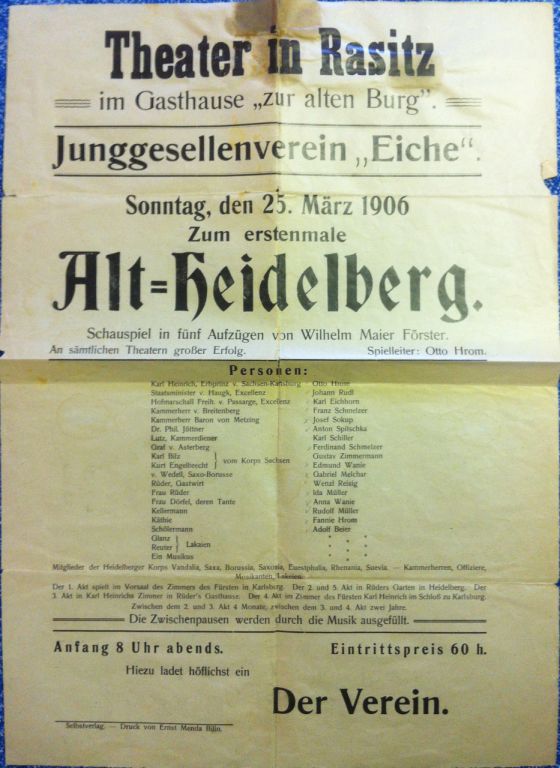 Theater in Rasitz
im Gasthause „zur alten Burg".
Junggesellenverein „Eiche".
Sonntag, den 25. März 1906
Zum erstenmale
Alt=Heidelberg.
Schauspiel in fünf Aufzügen von Wilhelm Maier Förster.
An sämtlichen Theatern großer Erfolg. Spielleiter: Otto Hrom.
Personen:
Karl Heinrich, Erbprinz v. Sachsen-Karlsburg Otto Hrom
Staatsminister v. Haugk, Excellenz Johann Rudl
Hofmarschall Freih. v. Passarge, Excellenz Karl Eichhorn
Kammerherr v. Breitenberg Franz Schmelzer
Kammerherr Baron von Metzing Josef Sokup
Dr. Phil. Jüttner Anton Spitschka
Lutz, Kammerdiener Karl Schiller
Graf v. Asterberg Ferdinand Schmelzer
Karl Bilz Gustav Zimmermann
Kurt Engelbrecht } vom Korps Sachsen Edmund Wanie
v. Wedell, Saxo-Borusse Gabriel Melchar
Rüder, Gastwirt Wenzl Reisig
Frau Rüder Ida Müller
Frau Dörfel, deren Tante Anna Wanie
Kellermann Rudolf Müller
Käthie Fannie Hrom
Schölermann Adolf Beier
Glanz
Reuter } Lakaien
Ein Musikus
Mitglieder der Heidelberger Korps Vandalia, Saxa, Borussia, Saxonia, Euestphulia, Rhenania, Suevia. — Kammerherren, Offiziere,
Musikanten, Lakaien.
Der 1. Akt spielt im Vorsaal des Zimmers des Fürsten in Karlsburg. Der 2. und 5. Akt in Rüders Garten in Heidelberg. Der
3. Akt in Karl Heinrichs Zimmer in Rüder's Gasthause. Der 4. Akt im Zimmer des Fürsten Karl Heinrich im Schloß zu Karlsburg.
Zwischen dem 2. und 3. Akt 4 Monate, zwischen dem 3. und 4. Akt zwei Jahre.
Die Zwischenpausen werden durch die Musik ausgefüllt.
Anfang 8 Uhr abends. Eintrittspreis 60 h.
Hiezu ladet höflichst ein
Der Verein.
Selbstverlag. — Druck von Ernst Menda Bilin.